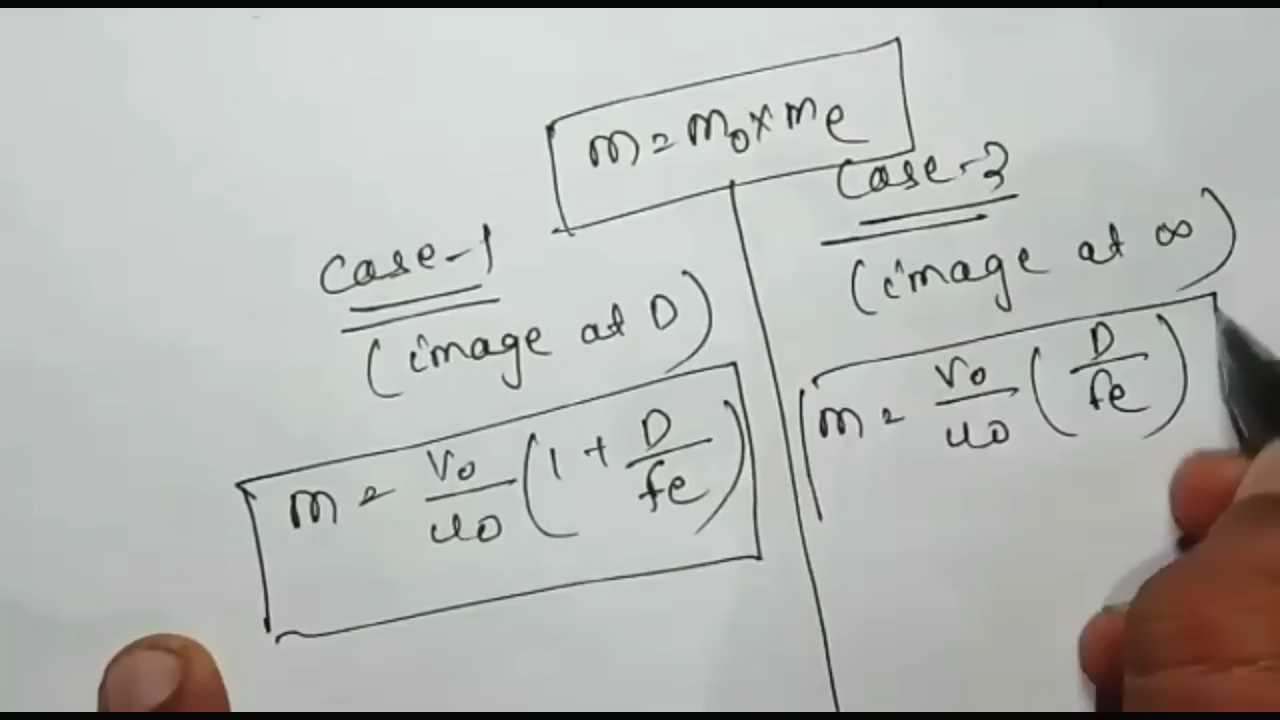 m = m₀ × mₑ
Case-1
(image at D)
m = v₀/u₀ (1 + D/fe)
Case-2
(image at ∞)
m = v₀/u₀ (D/fe)